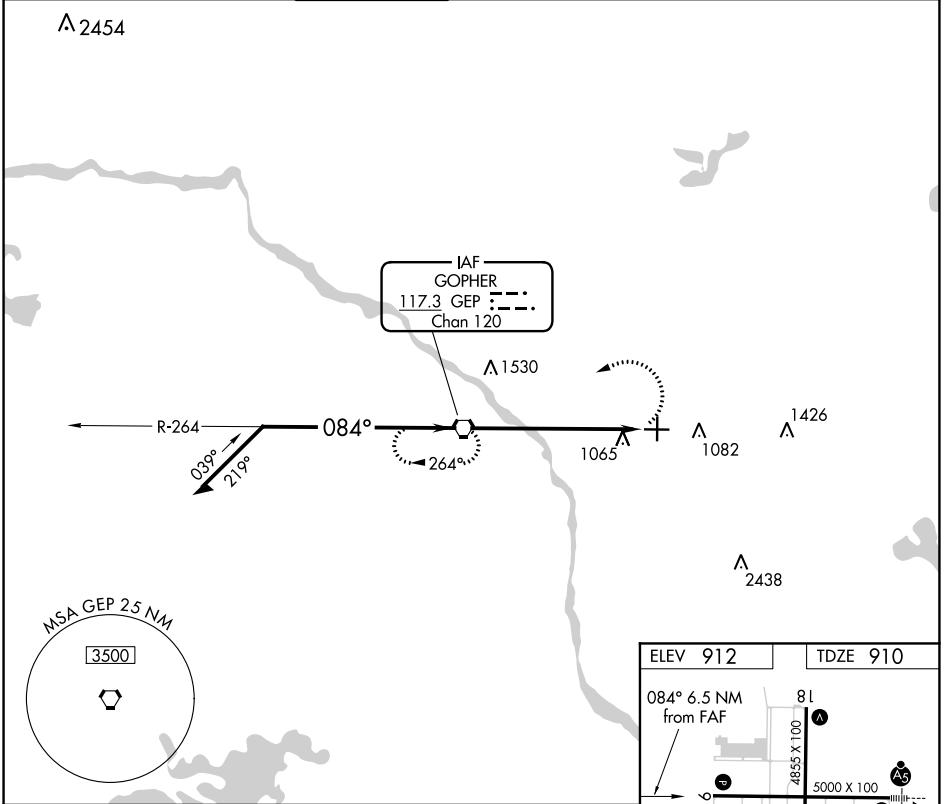 2454
IAF
GOPHER
117.3 GEP
Chan 120
1530
R-264
084°
1426
1065
1082
039°
219°
264°
2438
MSA GEP 25 NM
3500
ELEV 912
TDZE 910
084° 6.5 NM
from FAF
18
V
4855 X 100
A5
P
5000 X 100
9